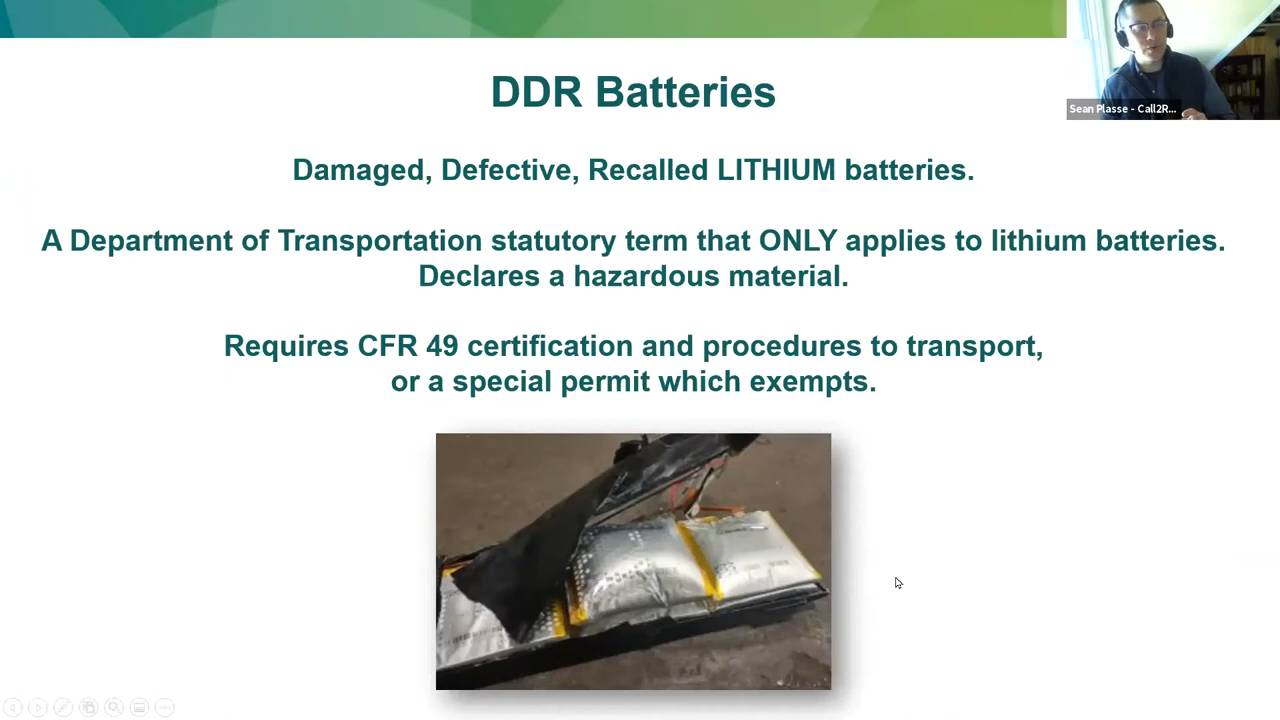 DDR Batteries
Sean Plasse - Call2R...
Damaged, Defective, Recalled LITHIUM batteries.
A Department of Transportation statutory term that ONLY applies to lithium batteries.
Declares a hazardous material.
Requires CFR 49 certification and procedures to transport,
or a special permit which exempts.